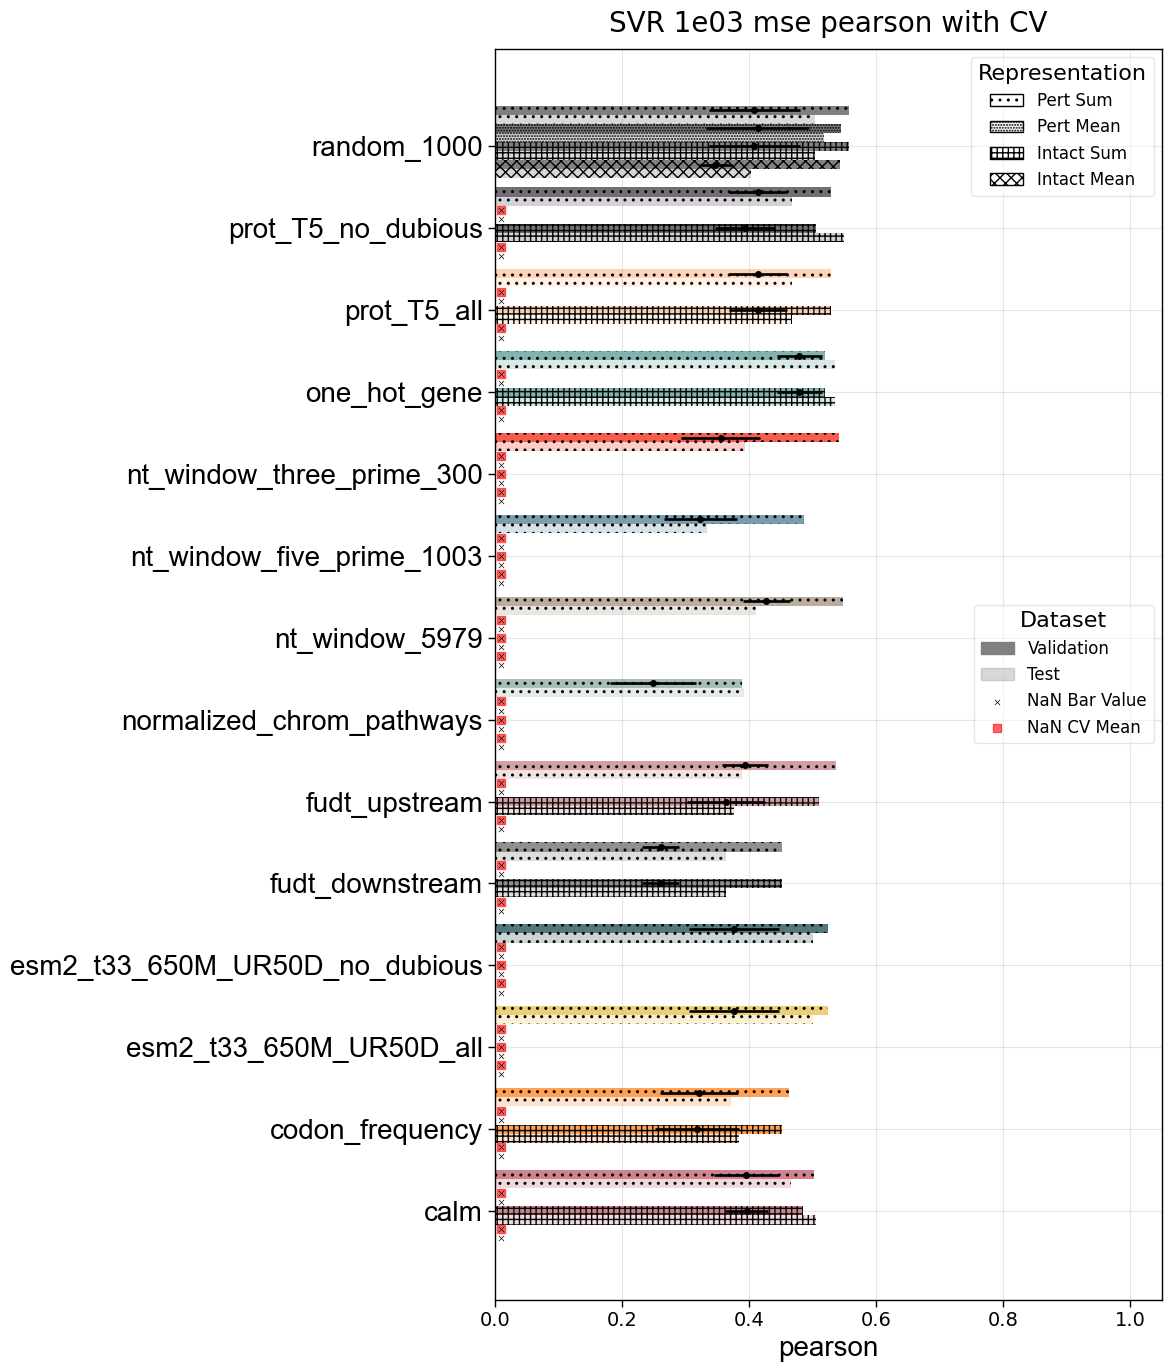 SVR 1e03 mse pearson with CV
Representation
Pert Sum
Pert Mean
Intact Sum
Intact Mean
random_1000
prot_T5_no_dubious
prot_T5_all
one_hot_gene
nt_window_three_prime_300
nt_window_five_prime_1003
nt_window_5979
normalized_chrom_pathways
fudt_upstream
fudt_downstream
esm2_t33_650M_UR50D_no_dubious
esm2_t33_650M_UR50D_all
codon_frequency
calm
Dataset
Validation
Test
NaN Bar Value
NaN CV Mean
0.0 0.2 0.4 0.6 0.8 1.0
pearson